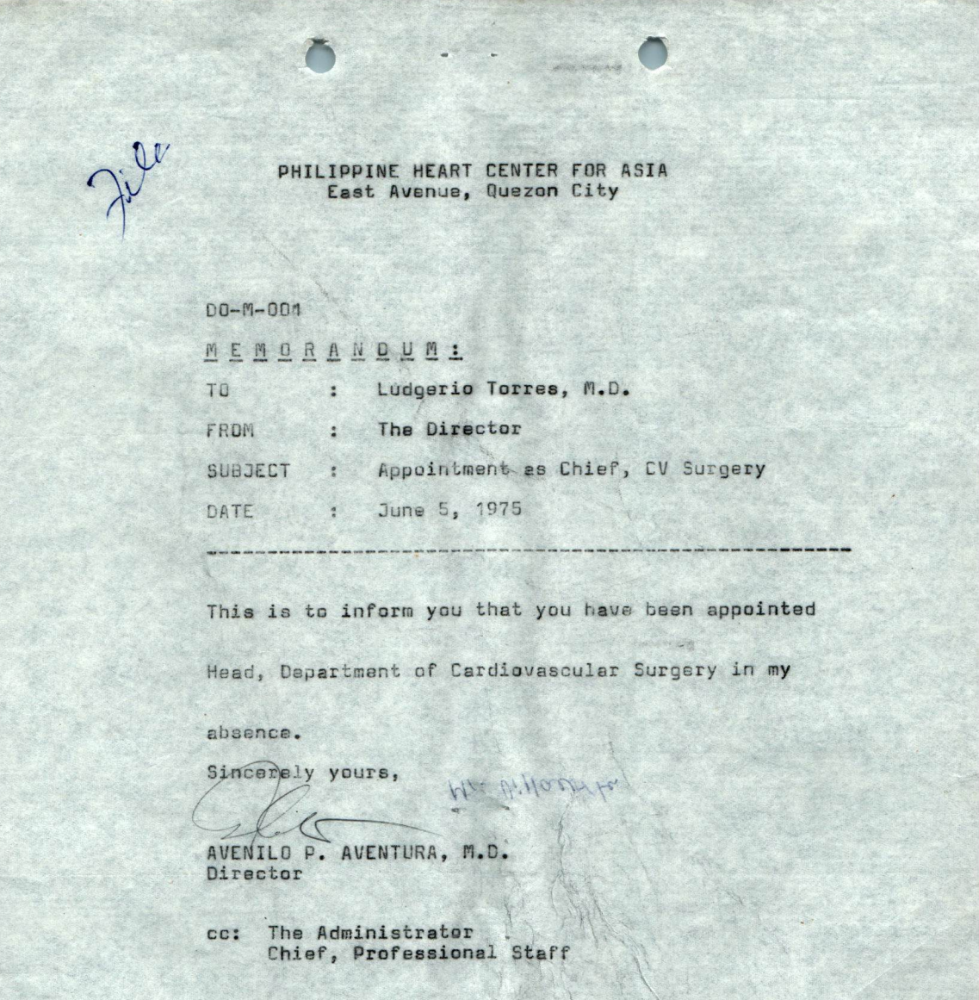 File
PHILIPPINE HEART CENTER FOR ASIA
East Avenue, Quezon City
DO-M-001
MEMORANDUM:
TO : Ludgerio Torres, M.D.
FROM : The Director
SUBJECT : Appointment as Chief, CV Surgery
DATE : June 5, 1975
This is to inform you that you have been appointed
Head, Department of Cardiovascular Surgery in my
absence.
Sincerely yours,
AVENILO P. AVENTURA, M.D.
Director
cc: The Administrator
Chief, Professional Staff